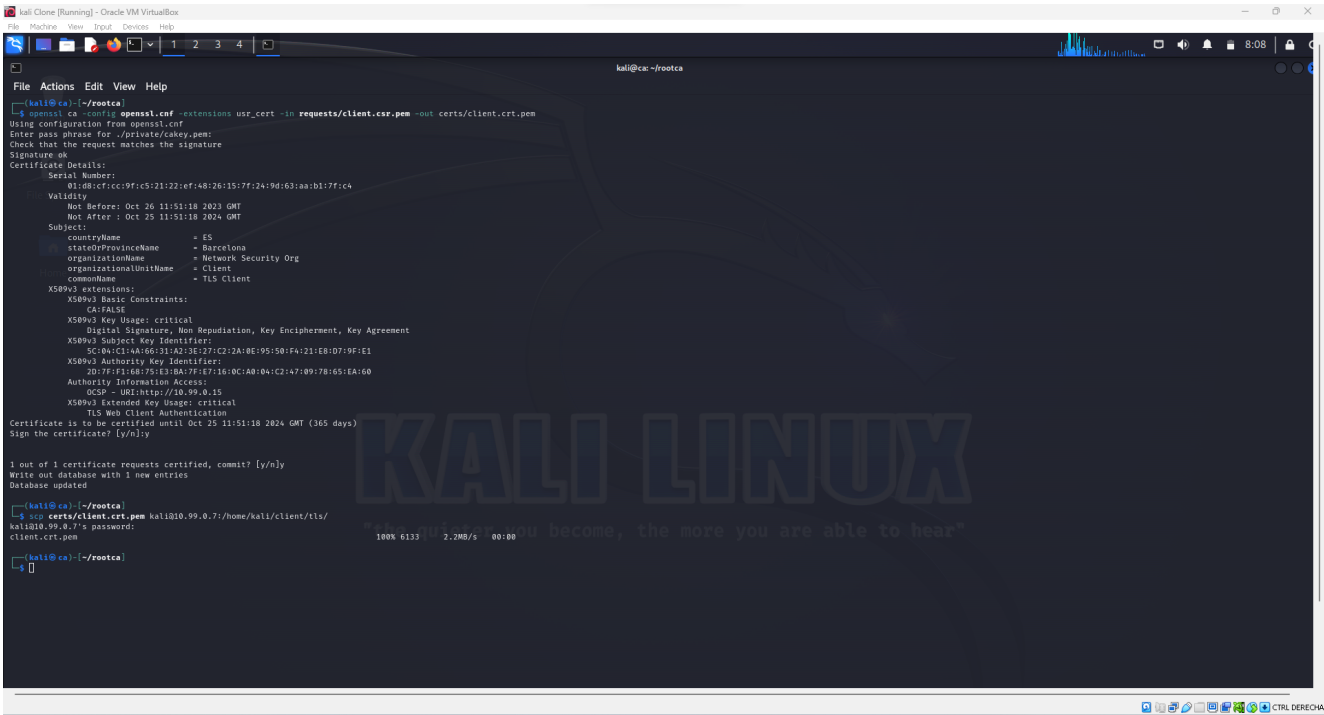 kali Clone [Running] - Oracle VM VirtualBox
File Machine View Input Devices Help
1 2 3 4
8:08
kali@ca: ~/rootca
File Actions Edit View Help
(kali㉿ca)-[~/rootca]
$ openssl ca -config openssl.cnf -extensions usr_cert -in requests/client.csr.pem -out certs/client.crt.pem
Using configuration from openssl.cnf
Enter pass phrase for ./private/cakey.pem:
Check that the request matches the signature
Signature ok
Certificate Details:
Serial Number:
01:d8:cf:cc:9f:c5:21:22:ef:48:26:15:7f:24:9d:63:aa:b1:7f:c4
Validity
Not Before: Oct 26 11:51:18 2023 GMT
Not After : Oct 25 11:51:18 2024 GMT
Subject:
countryName = ES
stateOrProvinceName = Barcelona
organizationName = Network Security Org
organizationalUnitName = Client
commonName = TLS Client
X509v3 extensions:
X509v3 Basic Constraints:
CA:FALSE
X509v3 Key Usage: critical
Digital Signature, Non Repudiation, Key Encipherment, Key Agreement
X509v3 Subject Key Identifier:
5C:04:C1:4A:66:31:A2:3E:27:C2:2A:0E:95:50:F4:21:E8:D7:9F:E1
X509v3 Authority Key Identifier:
2D:7F:F1:68:75:E3:BA:7F:E7:16:0C:A0:04:C2:47:09:78:65:EA:60
Authority Information Access:
OCSP - URI:http://10.99.0.15
X509v3 Extended Key Usage: critical
TLS Web Client Authentication
Certificate is to be certified until Oct 25 11:51:18 2024 GMT (365 days)
Sign the certificate? [y/n]:y
1 out of 1 certificate requests certified, commit? [y/n]y
Write out database with 1 new entries
Database updated
(kali㉿ca)-[~/rootca]
$ scp certs/client.crt.pem kali@10.99.0.7:/home/kali/client/tls/
kali@10.99.0.7's password:
client.crt.pem 100% 6133 2.2MB/s 00:00
(kali㉿ca)-[~/rootca]
$
KALI LINUX
"the quieter you become, the more you are able to hear"
CTRL DERECHA